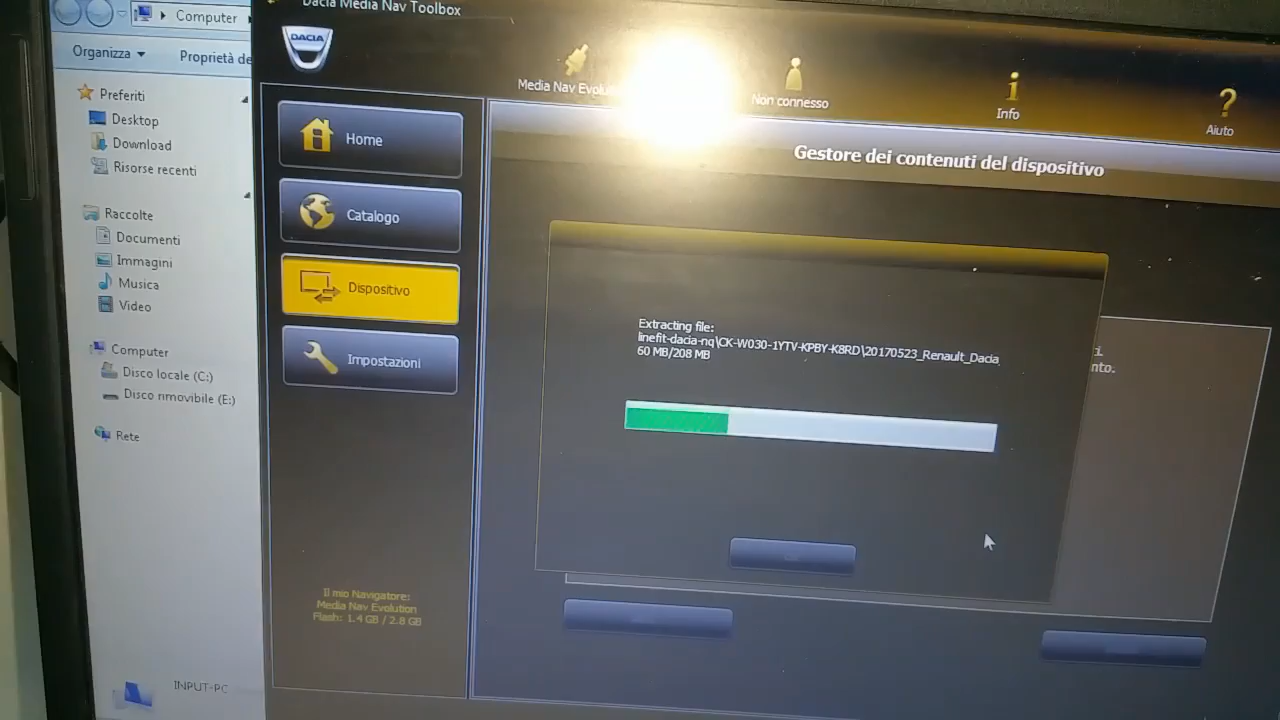 Dacia Media Nav Toolbox
Computer
Organizza
Proprietà de
DACIA
Media Nav Evolu
Non connesso
Info
Aiuto
Preferiti
Desktop
Download
Risorse recenti
Raccolte
Documenti
Immagini
Musica
Video
Computer
Disco locale (C:)
Disco rimovibile (E:)
Rete
INPUT-PC
Home
Catalogo
Dispositivo
Impostazioni
Il mio Navigatore:
Media Nav Evolution
Flash: 1.4 GB / 2.8 GB
Gestore dei contenuti del dispositivo
Extracting file:
linefit-dacia-nq\CK-W030-1YTV-KPBY-K8RD\20170523_Renault_Dacia
60 MB/208 MB
nto.